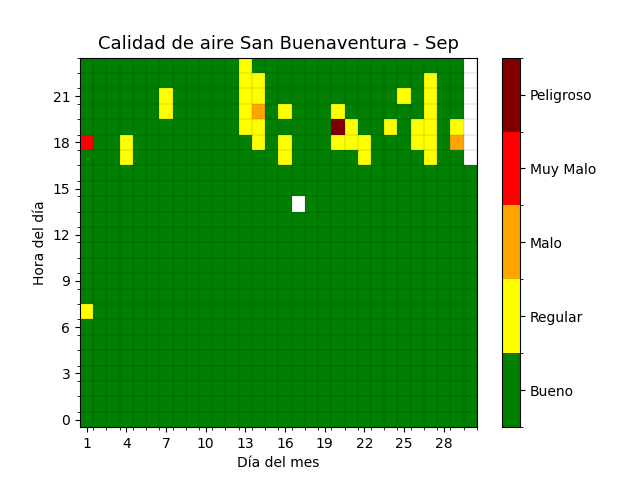 Calidad de aire San Buenaventura - Sep
Hora del día
21
18
15
12
9
6
3
0
1 4 7 10 13 16 19 22 25 28
Día del mes
Peligroso
Muy Malo
Malo
Regular
Bueno